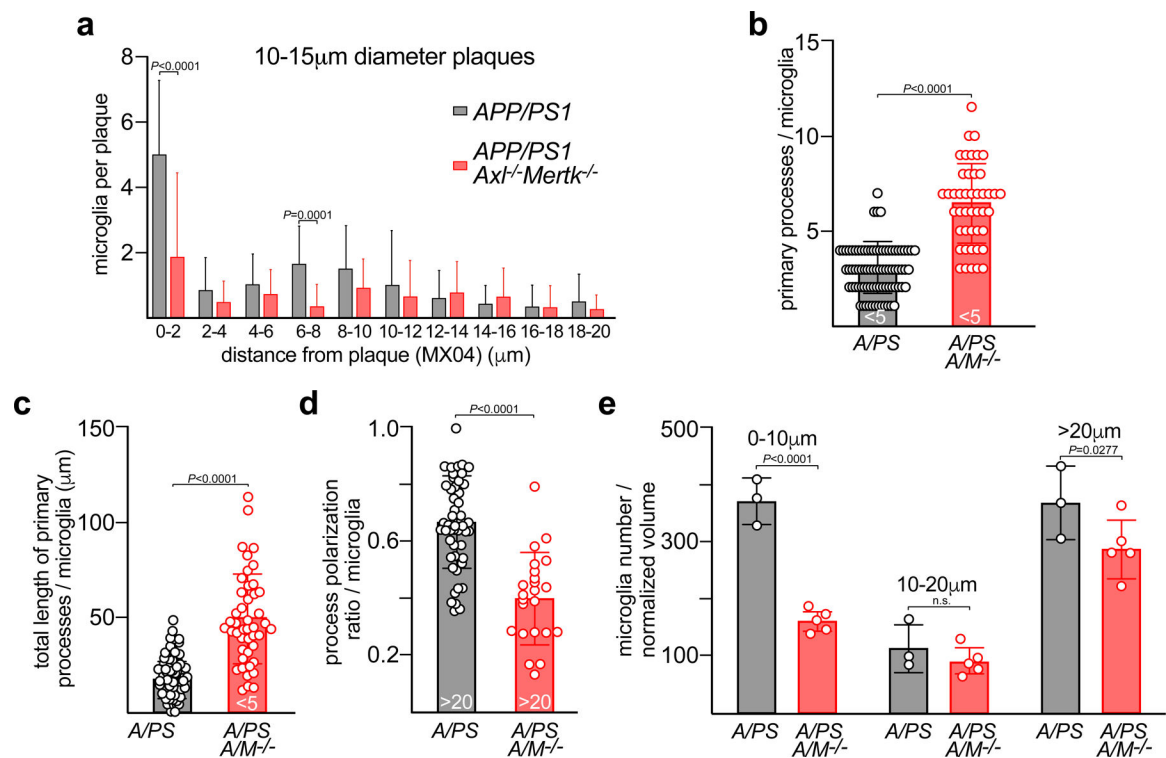 a
10-15μm diameter plaques
8
6
4
2
microglia per plaque
P<0.0001
P=0.0001
APP/PS1
APP/PS1
Axl-/-Mertk-/-
0-2 2-4 4-6 6-8 8-10 10-12 12-14 14-16 16-18 18-20
distance from plaque (MX04) (μm)
b
15
10
5
primary processes / microglia
P<0.0001
<5 <5
A/PS A/PS
A/M-/-
c
150
100
50
total length of primary
processes / microglia (μm)
P<0.0001
<5
A/PS A/PS
A/M-/-
d
1.0
0.6
0.2
process polarization
ratio / microglia
P<0.0001
>20 >20
A/PS A/PS
A/M-/-
e
500
300
100
microglia number /
normalized volume
0-10μm
P<0.0001
10-20μm
n.s.
>20μm
P=0.0277
A/PS A/PS A/PS A/PS A/PS A/PS
A/M-/- A/M-/- A/M-/-